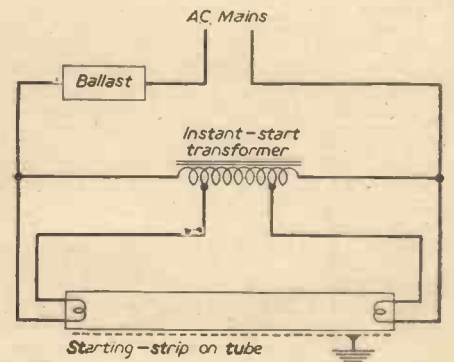 AC Mains
Ballast
Instant-start
transformer
Starting-strip on tube